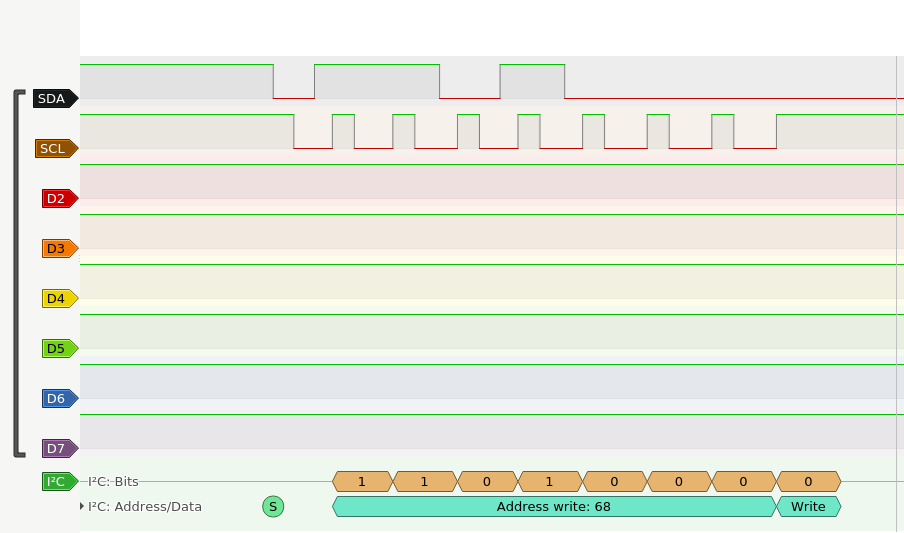 SDA
SCL
D2
D3
D4
D5
D6
D7
I²C I²C: Bits 1 1 0 1 0 0 0 0
I²C: Address/Data S Address write: 68 Write